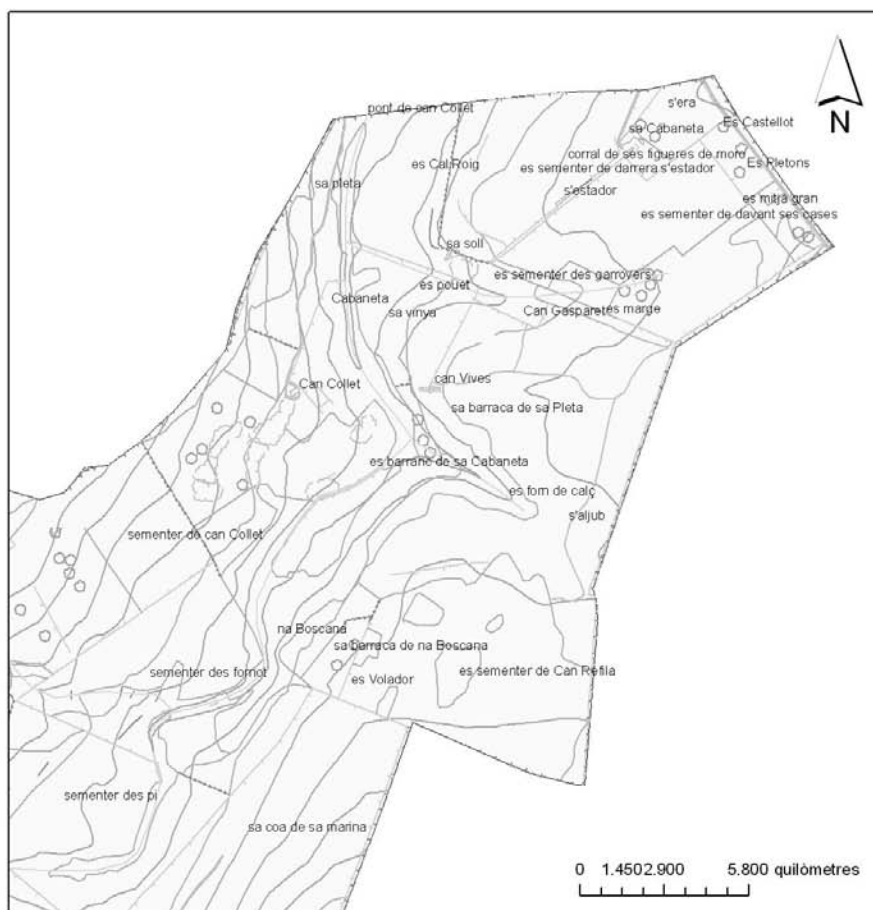 s'era
pont de can Collet
sa Cabaneta
Es Castellot
corral de ses figueres de moro
es Cal Roig
es sementer de darrera s'estador
Es Rletons
sa pleta
s'estador
es mitjà gran
es sementer de davant ses cases
sa soll
es pouet
es sementer des garrovers
Cabaneta
sa vinya
Can Gasparet
es marge
Can Collet
can Vives
sa barraca de sa Pleta
es barranc de sa Cabaneta
es forn de calç
s'aljub
sementer de can Collet
na Boscana
sa barraca de na Boscana
sementer des fornot
es Volador
es sementer de Can Refila
sementer des pi
sa coa de sa marina
N
0 1.450 2.900 5.800 quilòmetres